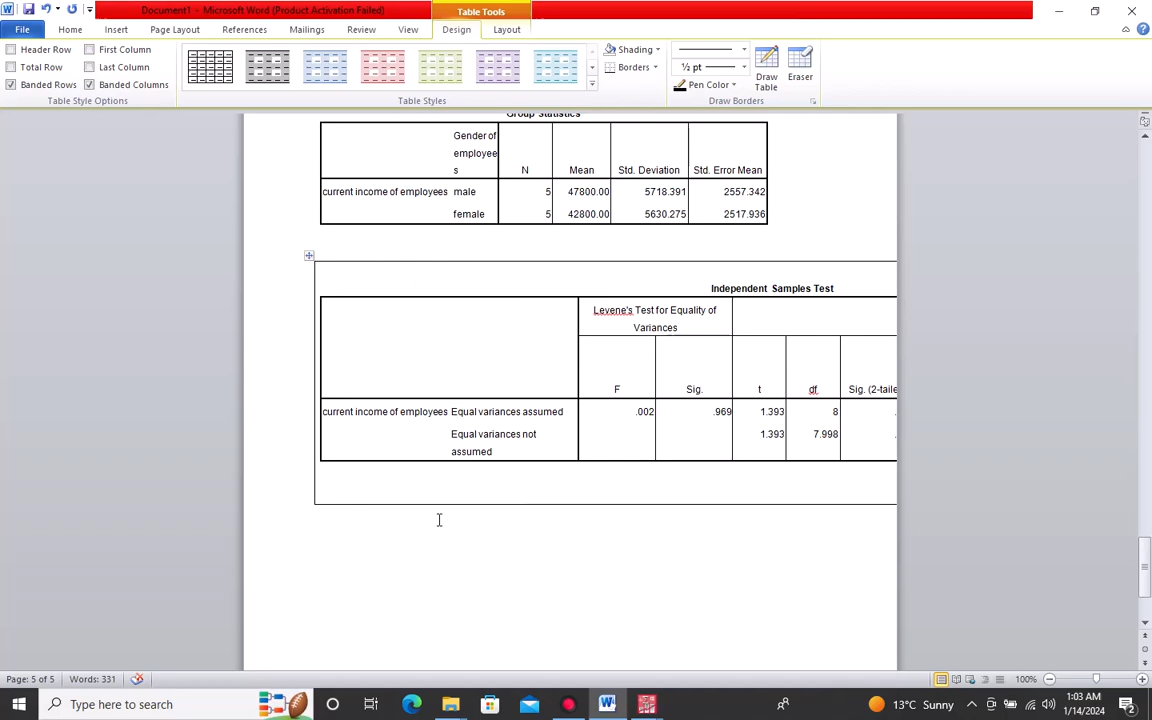 Document1 - Microsoft Word (Product Activation Failed)
Table Tools
File
Home
Insert
Page Layout
References
Mailings
Review
View
Design
Layout
Header Row
First Column
Total Row
Last Column
Banded Rows
Banded Columns
Table Style Options
Table Styles
Shading
Borders
½ pt
Pen Color
Draw Table
Eraser
Draw Borders
Group Statistics
Gender of
employee
s
N
Mean
Std. Deviation
Std. Error Mean
current income of employees male 5 47800.00 5718.391 2557.342
female 5 42800.00 5630.275 2517.936
Independent Samples Test
Levene's Test for Equality of
Variances
F
Sig.
t
df
Sig. (2-taile
current income of employees Equal variances assumed .002 .969 1.393 8 .
Equal variances not 1.393 7.998 .
assumed
Page: 5 of 5
Words: 331
100%
Type here to search
13°C Sunny
1:03 AM
1/14/2024
2